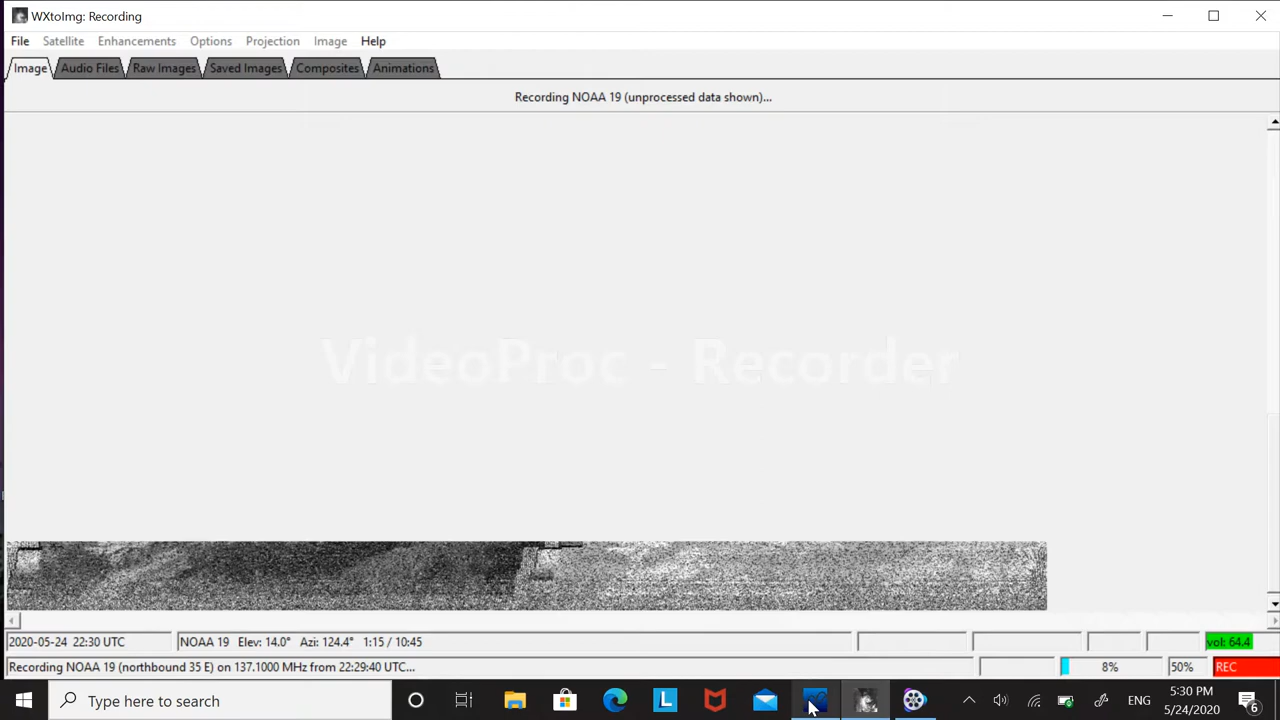 WXtoImg: Recording
File Satellite Enhancements Options Projection Image Help
Image Audio Files Raw Images Saved Images Composites Animations
Recording NOAA 19 (unprocessed data shown)...
VideoProc - Recorder
2020-05-24 22:30 UTC NOAA 19 Elev: 14.0° Azi: 124.4° 1:15 / 10:45 vol: 64.4
Recording NOAA 19 (northbound 35 E) on 137.1000 MHz from 22:29:40 UTC... 8% 50% REC
Type here to search L ENG 5:30 PM
5/24/2020 6